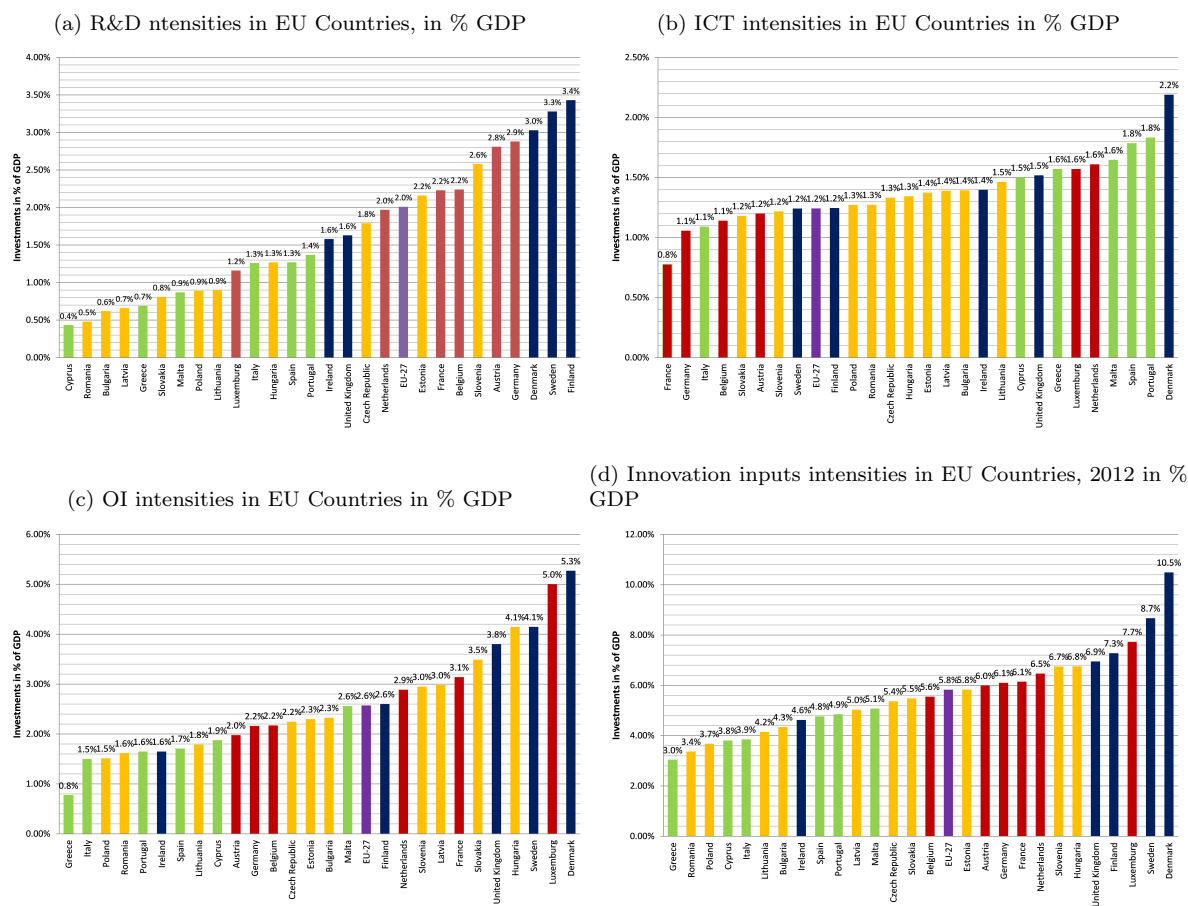 (a) R&D ntensities in EU Countries, in % GDP
4.00%
3.50%
3.00%
2.50%
2.00%
1.50%
1.00%
0.50%
0.00%
Investments in % of GDP
0.4% 0.5% 0.6% 0.7% 0.7% 0.8% 0.9% 0.9% 0.9% 1.2% 1.3% 1.3% 1.3% 1.4% 1.6% 1.6% 1.8% 2.0% 2.0% 2.2% 2.2% 2.2% 2.6% 2.8% 2.9% 3.0% 3.3% 3.4%
Cyprus
Romania
Bulgaria
Latvia
Greece
Slovakia
Malta
Poland
Lithuania
Luxemburg
Italy
Hungaria
Spain
Portugal
Ireland
United Kingdom
Czech Republic
Netherlands
EU-27
Estonia
France
Belgium
Slovenia
Austria
Germany
Denmark
Sweden
Finland
(b) ICT intensities in EU Countries in % GDP
2.50%
2.00%
1.50%
1.00%
0.50%
0.00%
Investments in % of GDP
0.8% 1.1% 1.1% 1.1% 1.2% 1.2% 1.2% 1.2% 1.2% 1.2% 1.3% 1.3% 1.3% 1.3% 1.4% 1.4% 1.4% 1.4% 1.5% 1.5% 1.5% 1.6% 1.6% 1.6% 1.6% 1.8% 1.8% 2.2%
France
Germany
Italy
Belgium
Slovakia
Austria
Slovenia
Sweden
EU-27
Finland
Poland
Romania
Czech Republic
Hungaria
Estonia
Latvia
Bulgaria
Ireland
Lithuania
Cyprus
United Kingdom
Greece
Luxemburg
Netherlands
Malta
Spain
Portugal
Denmark
(c) OI intensities in EU Countries in % GDP
6.00%
5.00%
4.00%
3.00%
2.00%
1.00%
0.00%
Investments in % of GDP
0.8% 1.5% 1.5% 1.6% 1.6% 1.6% 1.7% 1.8% 1.9% 2.0% 2.2% 2.2% 2.2% 2.3% 2.3% 2.6% 2.6% 2.6% 2.9% 3.0% 3.0% 3.1% 3.5% 3.8% 4.1% 4.1% 5.0% 5.3%
Greece
Italy
Poland
Romania
Portugal
Ireland
Spain
Lithuania
Cyprus
Austria
Germany
Belgium
Czech Republic
Estonia
Bulgaria
Malta
EU-27
Finland
Netherlands
Slovenia
Latvia
France
Slovakia
United Kingdom
Hungaria
Sweden
Luxemburg
Denmark
(d) Innovation inputs intensities in EU Countries, 2012 in %
GDP
12.00%
10.00%
8.00%
6.00%
4.00%
2.00%
0.00%
Investments in % of GDP
3.0% 3.4% 3.7% 3.8% 3.9% 4.2% 4.3% 4.6% 4.8% 4.9% 5.0% 5.1% 5.4% 5.5% 5.6% 5.8% 5.8% 6.0% 6.1% 6.1% 6.5% 6.7% 6.8% 6.9% 7.3% 7.7% 8.7% 10.5%
Greece
Romania
Poland
Cyprus
Italy
Lithuania
Bulgaria
Ireland
Spain
Portugal
Latvia
Malta
Czech Republic
Slovakia
Belgium
EU-27
Estonia
Austria
Germany
France
Netherlands
Slovenia
Hungaria
United Kingdom
Finland
Luxemburg
Sweden
Denmark